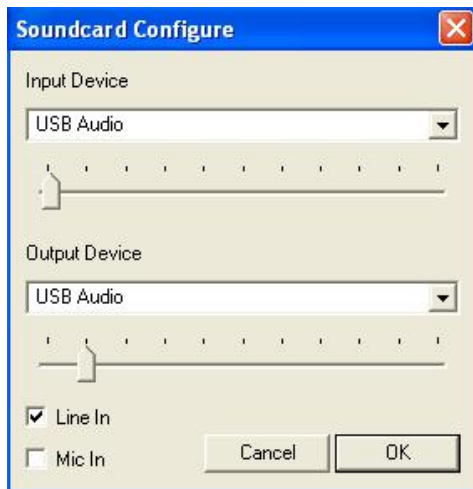 Soundcard Configure
Input Device
USB Audio
Output Device
USB Audio
Line In
Mic In
Cancel
OK